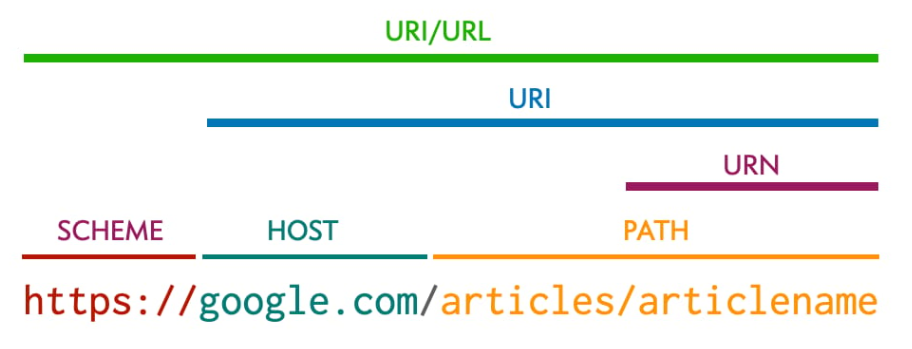 URI/URL
URI
URN
SCHEME HOST PATH
https://google.com/articles/articlename